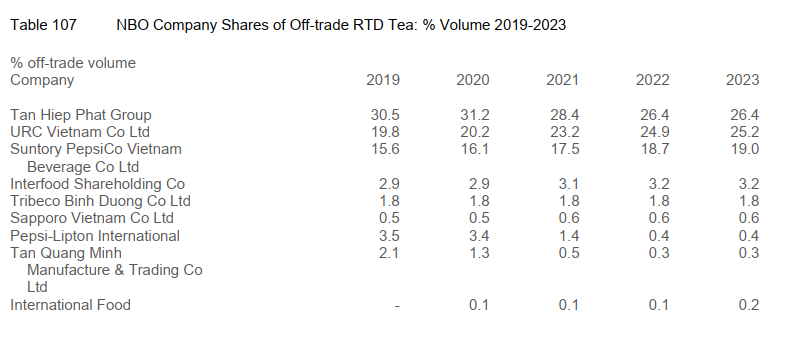 Table 107 NBO Company Shares of Off-trade RTD Tea: % Volume 2019-2023
% off-trade volume
Company 2019 2020 2021 2022 2023
Tan Hiep Phat Group 30.5 31.2 28.4 26.4 26.4
URC Vietnam Co Ltd 19.8 20.2 23.2 24.9 25.2
Suntory PepsiCo Vietnam 15.6 16.1 17.5 18.7 19.0
Beverage Co Ltd
Interfood Shareholding Co 2.9 2.9 3.1 3.2 3.2
Tribeco Binh Duong Co Ltd 1.8 1.8 1.8 1.8 1.8
Sapporo Vietnam Co Ltd 0.5 0.5 0.6 0.6 0.6
Pepsi-Lipton International 3.5 3.4 1.4 0.4 0.4
Tan Quang Minh 2.1 1.3 0.5 0.3 0.3
Manufacture & Trading Co
Ltd
International Food - 0.1 0.1 0.1 0.2